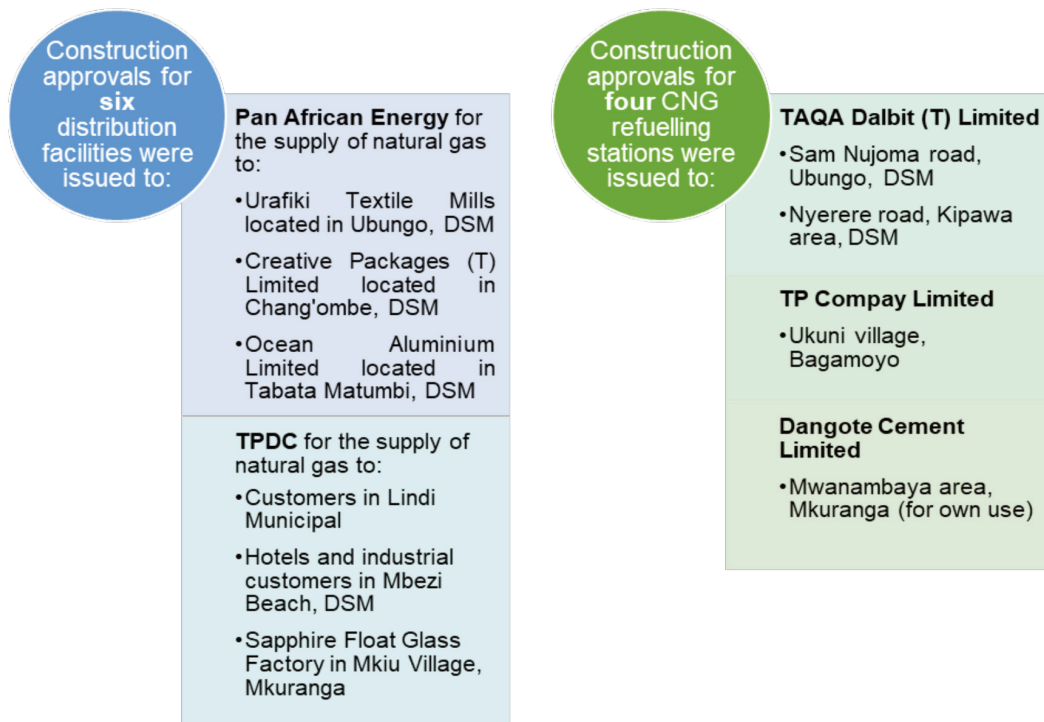 Construction
approvals for
six
distribution
facilities were
issued to:
Pan African Energy for
the supply of natural gas
to:
•Urafiki Textile Mills
located in Ubungo, DSM
•Creative Packages (T)
Limited located in
Chang'ombe, DSM
•Ocean Aluminium
Limited located in
Tabata Matumbi, DSM
TPDC for the supply of
natural gas to:
•Customers in Lindi
Municipal
•Hotels and industrial
customers in Mbezi
Beach, DSM
•Sapphire Float Glass
Factory in Mkiu Village,
Mkuranga
Construction
approvals for
four CNG
refuelling
stations were
issued to:
TAQA Dalbit (T) Limited
•Sam Nujoma road,
Ubungo, DSM
•Nyerere road, Kipawa
area, DSM
TP Compay Limited
•Ukuni village,
Bagamoyo
Dangote Cement
Limited
•Mwanambaya area,
Mkuranga (for own use)